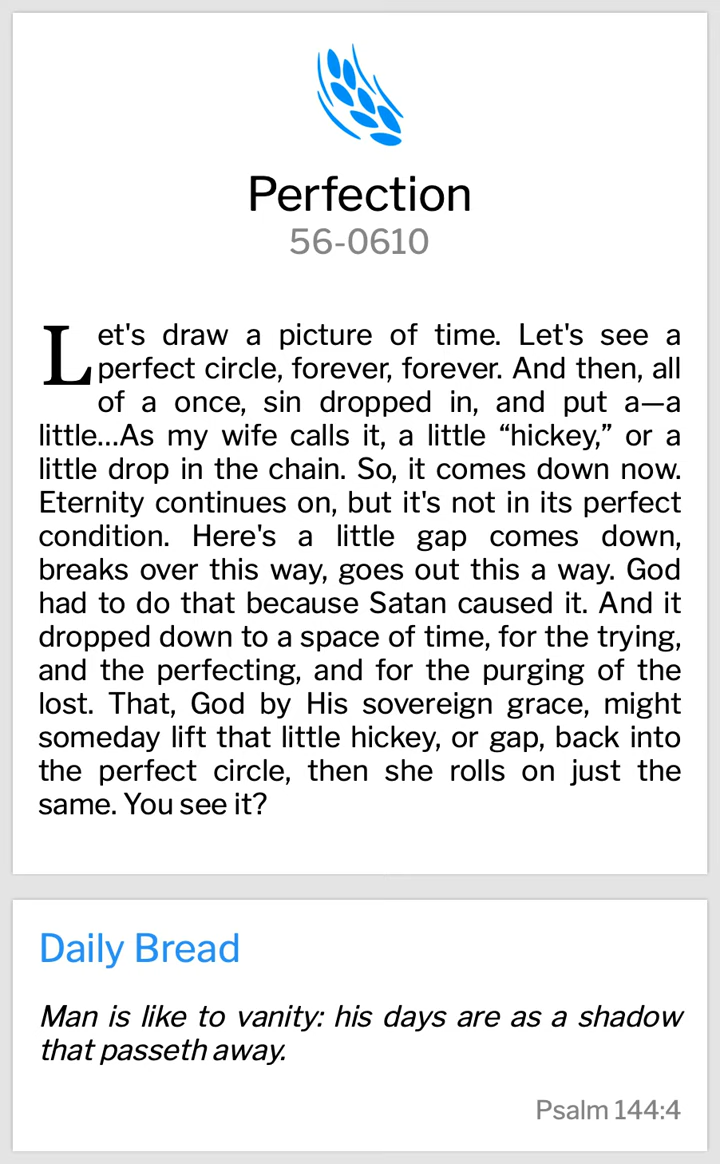 Perfection
56-0610
Let's draw a picture of time. Let's see a
perfect circle, forever, forever. And then, all
of a once, sin dropped in, and put a—a
little...As my wife calls it, a little “hickey,” or a
little drop in the chain. So, it comes down now.
Eternity continues on, but it's not in its perfect
condition. Here's a little gap comes down,
breaks over this way, goes out this a way. God
had to do that because Satan caused it. And it
dropped down to a space of time, for the trying,
and the perfecting, and for the purging of the
lost. That, God by His sovereign grace, might
someday lift that little hickey, or gap, back into
the perfect circle, then she rolls on just the
same. You see it?
Daily Bread
Man is like to vanity: his days are as a shadow
that passeth away.
Psalm 144:4